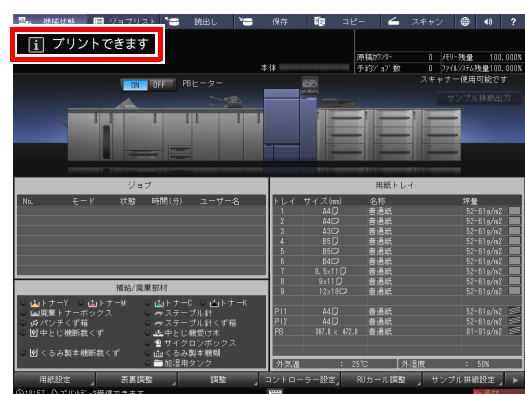 機械状態 ジョブリスト 読出し 保存 コピー スキャン ?
プリントできます
原稿カウンター 0 メモリー残量 100.000%
本体 予約ジョブ数 0 ファイルシステム残量100.000%
スキャナー使用可能です
ON OFF PBヒーター
サンプル排紙出力
ジョブ
No. モード 状態 時間(分) ユーザー名
用紙トレイ
トレイ サイズ(mm) 名称 坪量
1 A4 普通紙 52-61g/m2
2 A4 普通紙 52-61g/m2
3 A3 普通紙 52-61g/m2
4 B5 普通紙 52-61g/m2
5 B5 普通紙 52-61g/m2
6 B4 普通紙 52-61g/m2
7 8.5x11 普通紙 52-61g/m2
8 9x11 普通紙 52-61g/m2
9 12x18 普通紙 52-61g/m2
PI1 A4 普通紙 52-61g/m2
PI2 A4 普通紙 52-61g/m2
PB 307.0 x 472.0 普通紙 81-91g/m2
外気温 : 25℃ 外湿度 : 50%
補給/廃棄部材
トナーY トナーM トナーC トナーK
廃棄トナーボックス ステープル針
パンチくず箱 ステープル針くず箱
中とじ機断裁くず 中とじ機受け木
サイクロンボックス
くるみ製本機断裁くず くるみ製本機糊
加湿用タンク
用紙設定 表裏調整 調整 コントローラー設定 RUカール調整 サンプル排紙設定